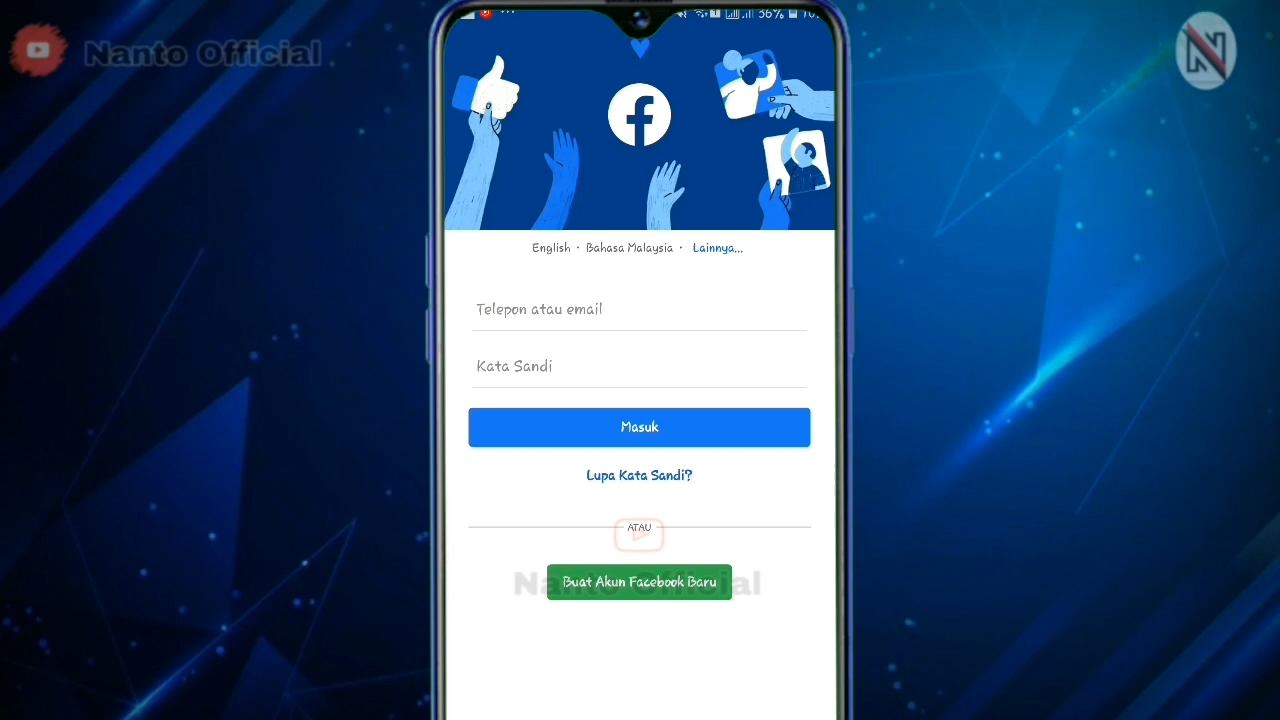 Nanto Official
36%
English · Bahasa Malaysia · Lainnya...
Telepon atau email
Kata Sandi
Masuk
Lupa Kata Sandi?
ATAU
Nanto Official
Buat Akun Facebook Baru